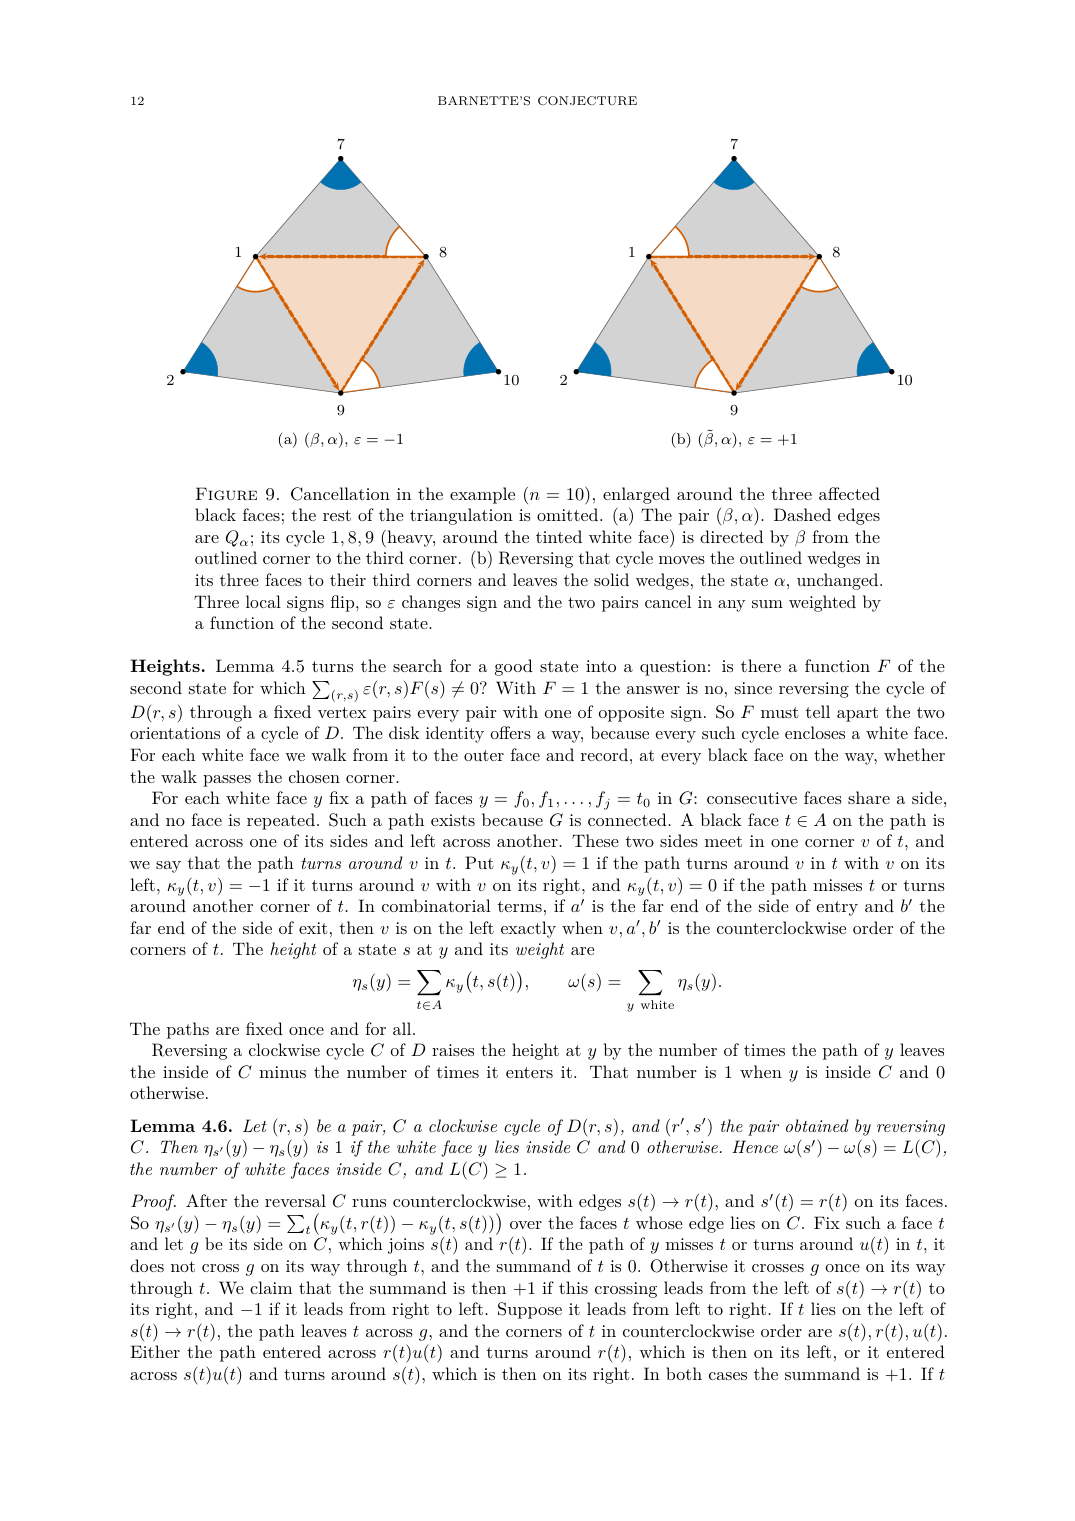 12
BARNETTE'S CONJECTURE
7
7
1
8
1
8
2
10
2
10
9
9
(a) (β, α), ε = −1
(b) (β̃, α), ε = +1
FIGURE 9. Cancellation in the example (n = 10), enlarged around the three affected
black faces; the rest of the triangulation is omitted. (a) The pair (β, α). Dashed edges
are Qα; its cycle 1, 8, 9 (heavy, around the tinted white face) is directed by β from the
outlined corner to the third corner. (b) Reversing that cycle moves the outlined wedges in
its three faces to their third corners and leaves the solid wedges, the state α, unchanged.
Three local signs flip, so ε changes sign and the two pairs cancel in any sum weighted by
a function of the second state.
Heights. Lemma 4.5 turns the search for a good state into a question: is there a function F of the
second state for which ∑(r,s) ε(r, s)F(s) ≠ 0? With F = 1 the answer is no, since reversing the cycle of
D(r, s) through a fixed vertex pairs every pair with one of opposite sign. So F must tell apart the two
orientations of a cycle of D. The disk identity offers a way, because every such cycle encloses a white face.
For each white face we walk from it to the outer face and record, at every black face on the way, whether
the walk passes the chosen corner.
For each white face y fix a path of faces y = f₀, f₁, . . . , fⱼ = t₀ in G: consecutive faces share a side,
and no face is repeated. Such a path exists because G is connected. A black face t ∈ A on the path is
entered across one of its sides and left across another. These two sides meet in one corner v of t, and
we say that the path turns around v in t. Put κy(t, v) = 1 if the path turns around v in t with v on its
left, κy(t, v) = −1 if it turns around v with v on its right, and κy(t, v) = 0 if the path misses t or turns
around another corner of t. In combinatorial terms, if a′ is the far end of the side of entry and b′ the
far end of the side of exit, then v is on the left exactly when v, a′, b′ is the counterclockwise order of the
corners of t. The height of a state s at y and its weight are
ηs(y) = ∑t∈A κy(t, s(t)), ω(s) = ∑y white ηs(y).
The paths are fixed once and for all.
Reversing a clockwise cycle C of D raises the height at y by the number of times the path of y leaves
the inside of C minus the number of times it enters it. That number is 1 when y is inside C and 0
otherwise.
Lemma 4.6. Let (r, s) be a pair, C a clockwise cycle of D(r, s), and (r′, s′) the pair obtained by reversing
C. Then ηs′(y) − ηs(y) is 1 if the white face y lies inside C and 0 otherwise. Hence ω(s′) − ω(s) = L(C),
the number of white faces inside C, and L(C) ≥ 1.
Proof. After the reversal C runs counterclockwise, with edges s(t) → r(t), and s′(t) = r(t) on its faces.
So ηs′(y) − ηs(y) = ∑t(κy(t, r(t)) − κy(t, s(t))) over the faces t whose edge lies on C. Fix such a face t
and let g be its side on C, which joins s(t) and r(t). If the path of y misses t or turns around u(t) in t, it
does not cross g on its way through t, and the summand of t is 0. Otherwise it crosses g once on its way
through t. We claim that the summand is then +1 if this crossing leads from the left of s(t) → r(t) to
its right, and −1 if it leads from right to left. Suppose it leads from left to right. If t lies on the left of
s(t) → r(t), the path leaves t across g, and the corners of t in counterclockwise order are s(t), r(t), u(t).
Either the path entered across r(t)u(t) and turns around r(t), which is then on its left, or it entered
across s(t)u(t) and turns around s(t), which is then on its right. In both cases the summand is +1. If t